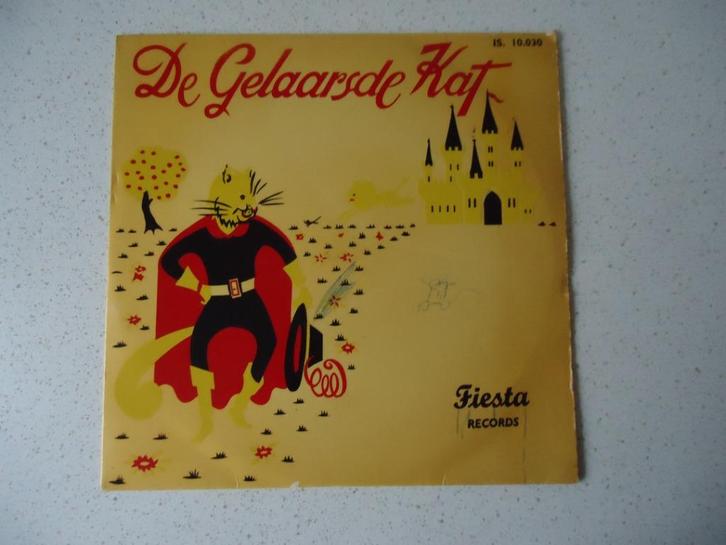 IS. 10.030
De Gelaarsde Kat
Fiesta
RECORDS